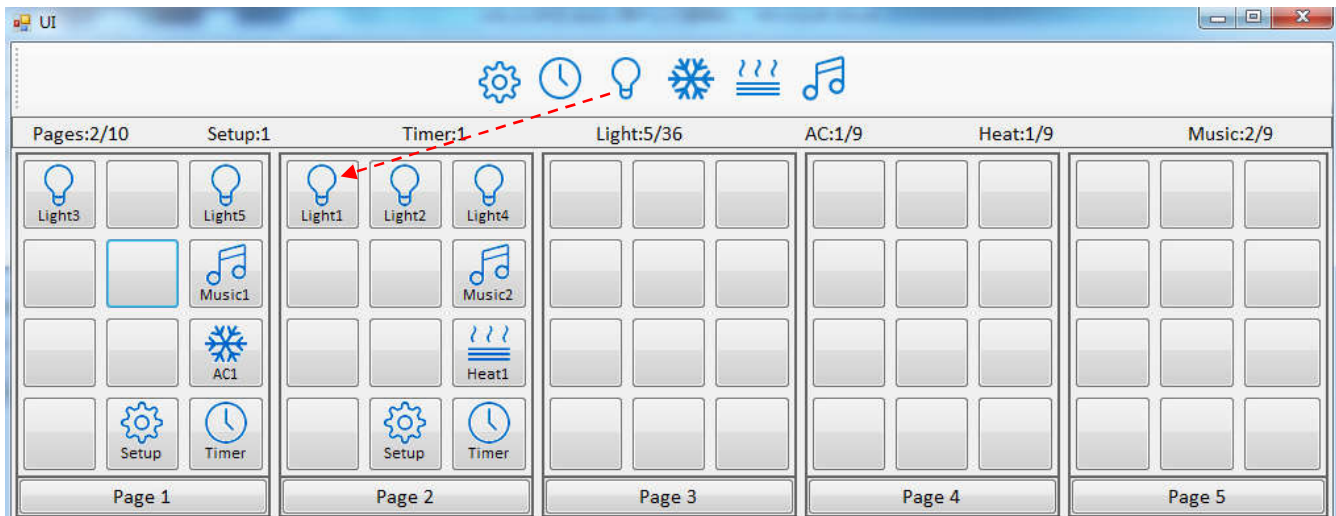 UI
Pages:2/10 Setup:1 Timer:1 Light:5/36 AC:1/9 Heat:1/9 Music:2/9
Light3 Light5 Light1 Light2 Light4
Music1 Music2
AC1 Heat1
Setup Timer Setup Timer
Page 1 Page 2 Page 3 Page 4 Page 5